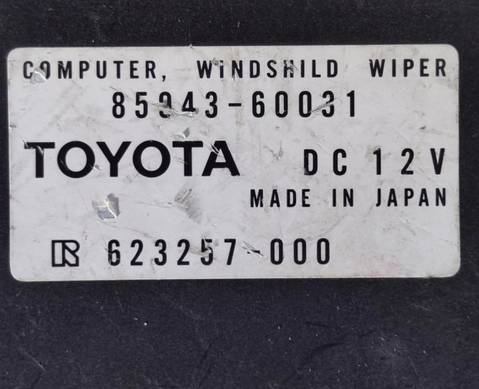 COMPUTER, WINDSHILD WIPER
85943-60031
TOYOTA DC 12V
MADE IN JAPAN
R 623257-000